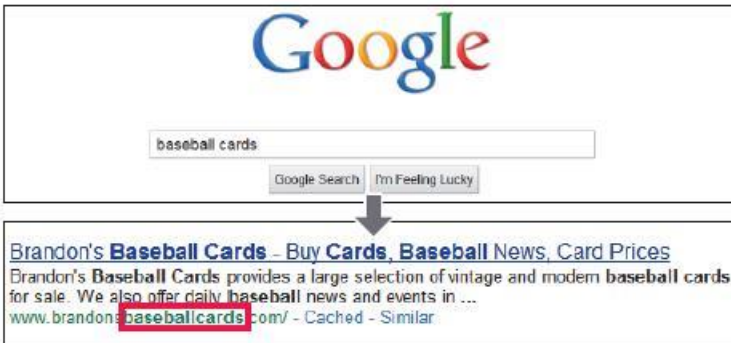 Google
baseball cards
Google Search I'm Feeling Lucky
Brandon's Baseball Cards - Buy Cards, Baseball News, Card Prices
Brandon's Baseball Cards provides a large selection of vintage and modern baseball cards
for sale. We also offer daily baseball news and events in ...
www.brandonsbaseballcards.com/ - Cached - Similar